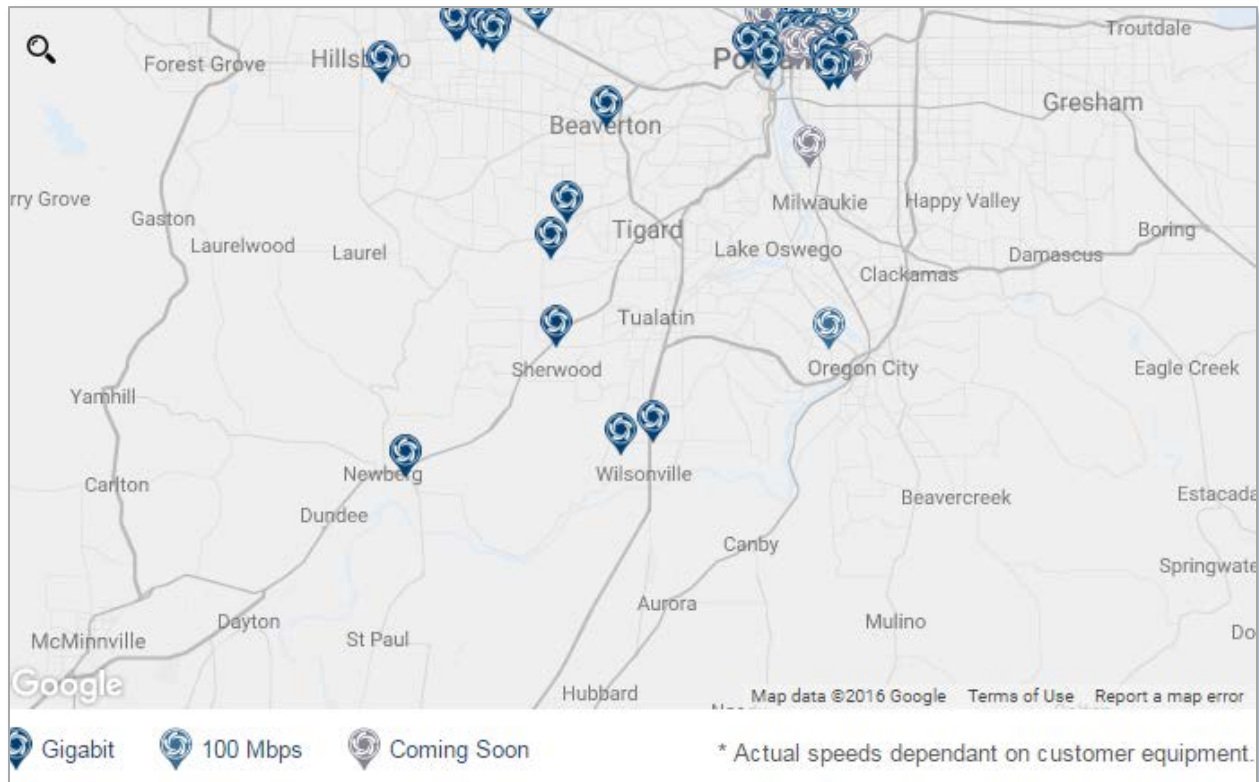 Troutdale
Forest Grove
Hillsboro
Gresham
Beaverton
rry Grove
Milwaukie
Happy Valley
Gaston
Tigard
Boring
Laurelwood
Laurel
Lake Oswego
Damascus
Clackamas
Tualatin
Sherwood
Oregon City
Eagle Creek
Yamhill
Newberg
Wilsonville
Carlton
Beavercreek
Estacada
Dundee
Canby
Springwate
Aurora
Dayton
Mulino
McMinnville
St Paul
Do
Google
Hubbard
Map data ©2016 Google Terms of Use Report a map error
Gigabit 100 Mbps Coming Soon * Actual speeds dependant on customer equipment.